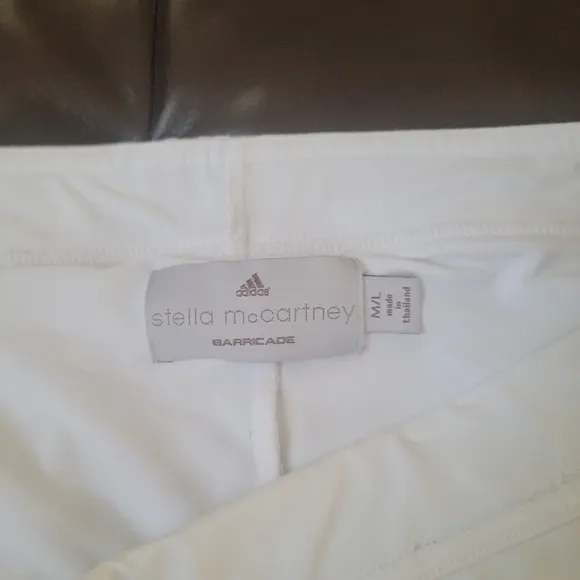 adidas
stella mccartney
BARRICADE
M/L
made
in
thailand